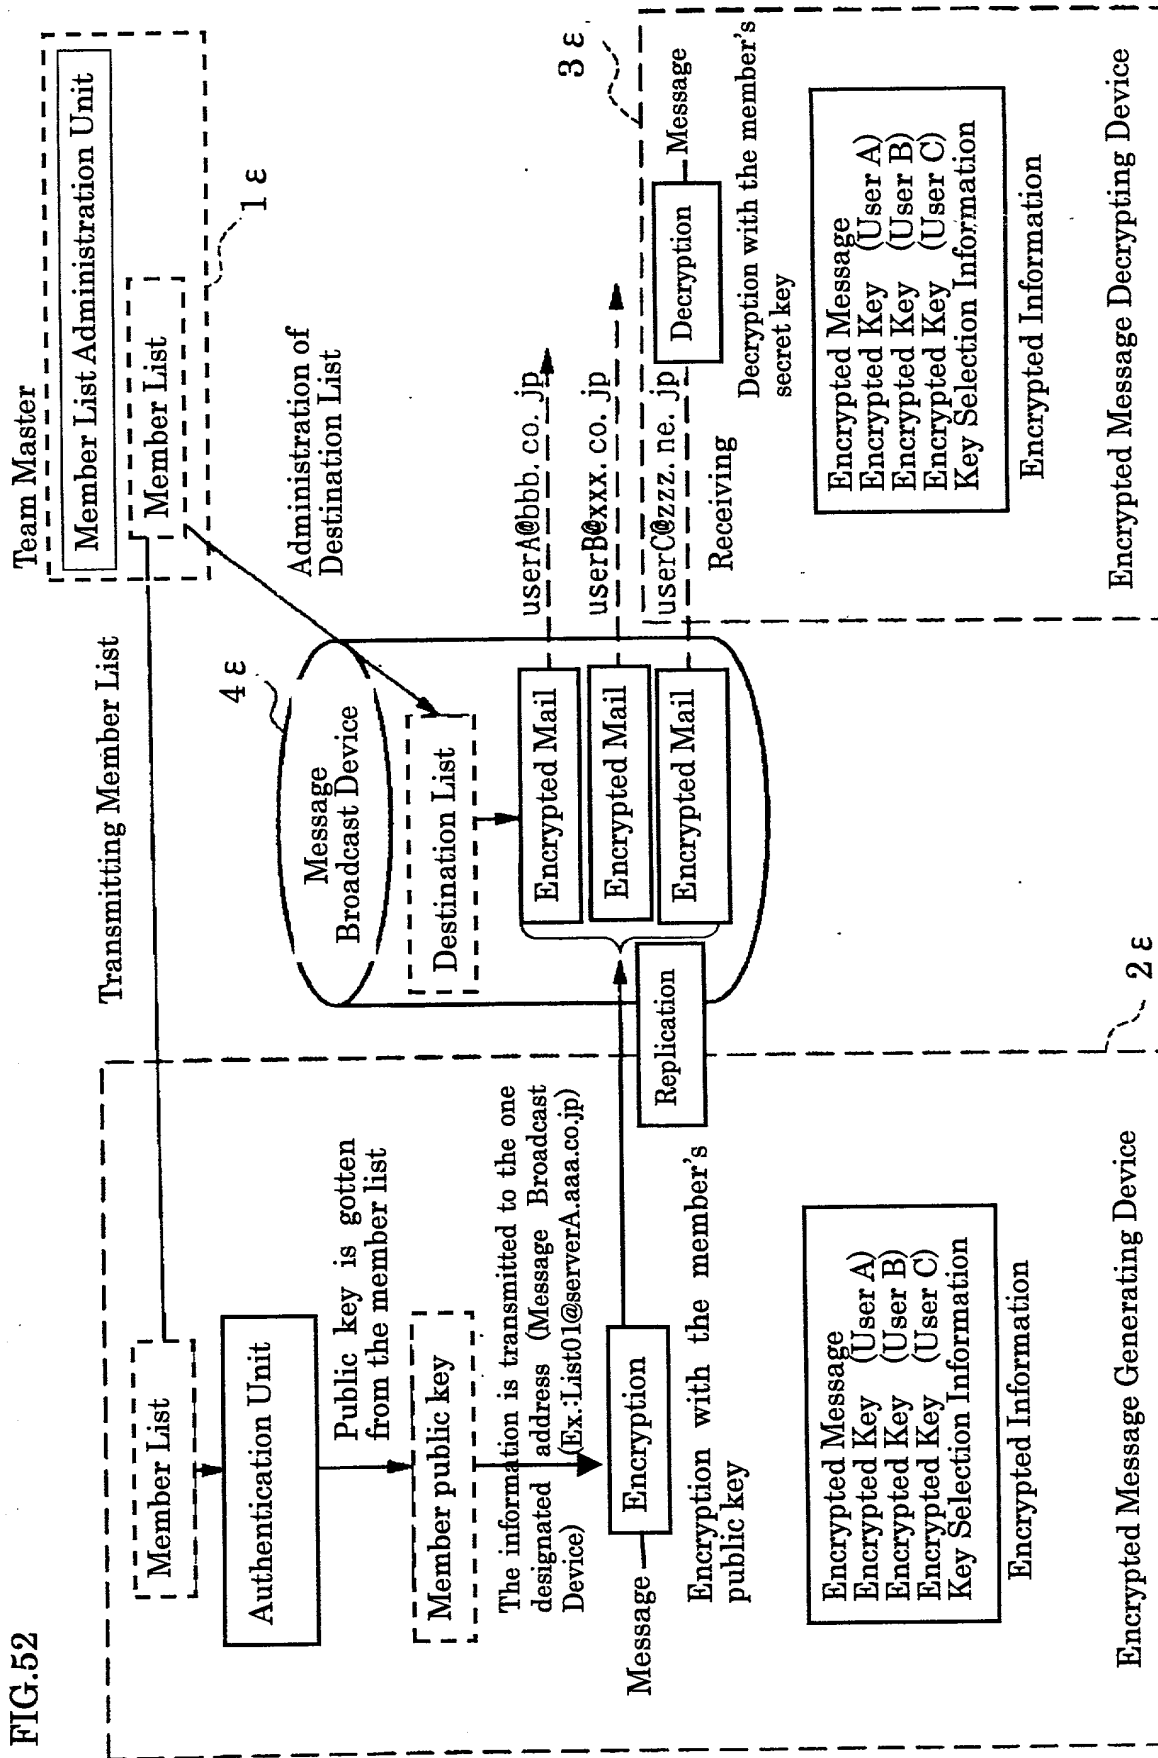 FIG.52
Team Master
Member List Administration Unit
Member List
1 ε
Transmitting Member List
Administration of
Destination List
4 ε
Message
Broadcast Device
Destination List
Encrypted Mail
Encrypted Mail
Encrypted Mail
Replication
userA@bbb.co.jp
userB@xxx.co.jp
userC@zzz.ne.jp
Member List
Authentication Unit
Public key is gotten
from the member list
Member public key
The information is transmitted to the one
designated address (Message Broadcast
Device) (Ex.:List01@serverA.aaa.co.jp)
Message
Encryption
Encryption with the member's
public key
Encrypted Message
Encrypted Key (User A)
Encrypted Key (User B)
Encrypted Key (User C)
Key Selection Information
Encrypted Information
Encrypted Message Generating Device
2 ε
3 ε
Receiving
Decryption
Message
Decryption with the member's
secret key
Encrypted Message
Encrypted Key (User A)
Encrypted Key (User B)
Encrypted Key (User C)
Key Selection Information
Encrypted Information
Encrypted Message Decrypting Device